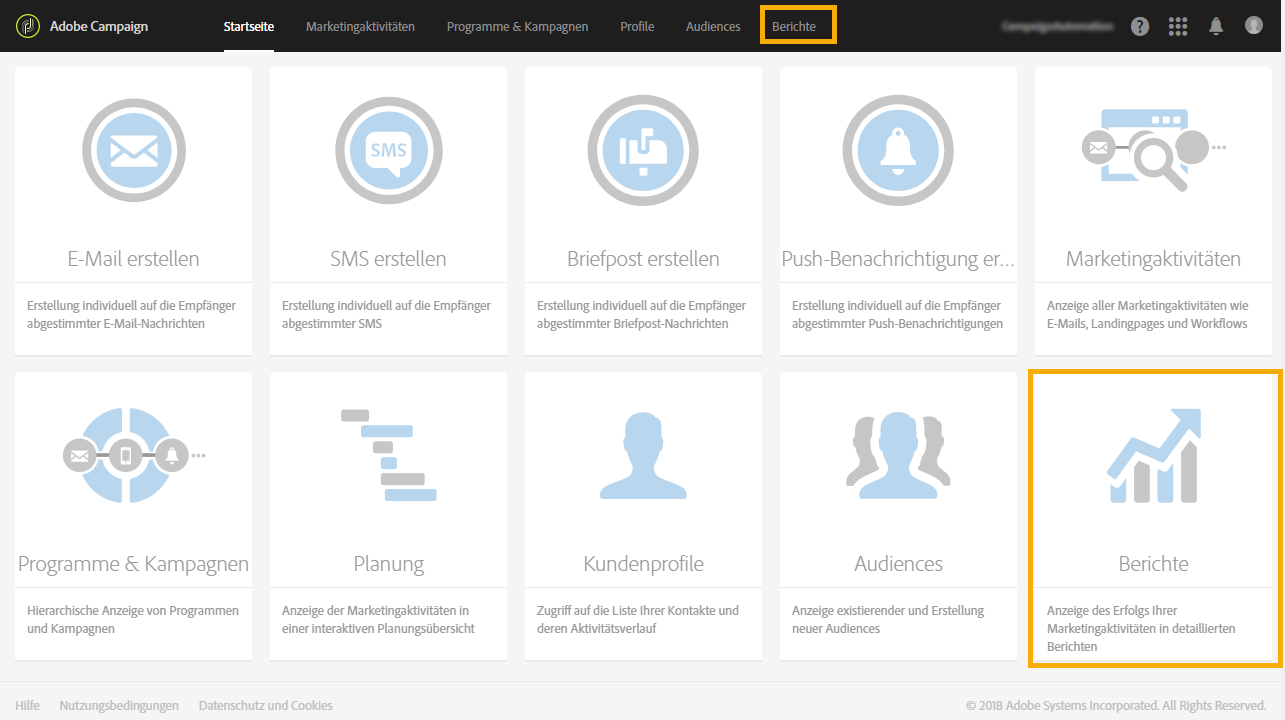 Adobe Campaign
Startseite
Marketingaktivitäten
Programme & Kampagnen
Profile
Audiences
Berichte
?
SMS
E-Mail erstellen
SMS erstellen
Briefpost erstellen
Push-Benachrichtigung er...
Marketingaktivitäten
Erstellung individuell auf die Empfänger
abgestimmter E-Mail-Nachrichten
Erstellung individuell auf die Empfänger
abgestimmter SMS
Erstellung individuell auf die Empfänger
abgestimmter Briefpost-Nachrichten
Erstellung individuell auf die Empfänger
abgestimmter Push-Benachrichtigungen
Anzeige aller Marketingaktivitäten wie
E-Mails, Landingpages und Workflows
Programme & Kampagnen
Planung
Kundenprofile
Audiences
Berichte
Hierarchische Anzeige von Programmen
und Kampagnen
Anzeige der Marketingaktivitäten in
einer interaktiven Planungsübersicht
Zugriff auf die Liste Ihrer Kontakte und
deren Aktivitätsverlauf
Anzeige existierender und Erstellung
neuer Audiences
Anzeige des Erfolgs Ihrer
Marketingaktivitäten in detaillierten
Berichten
Hilfe
Nutzungsbedingungen
Datenschutz und Cookies
© 2018 Adobe Systems Incorporated. All Rights Reserved.